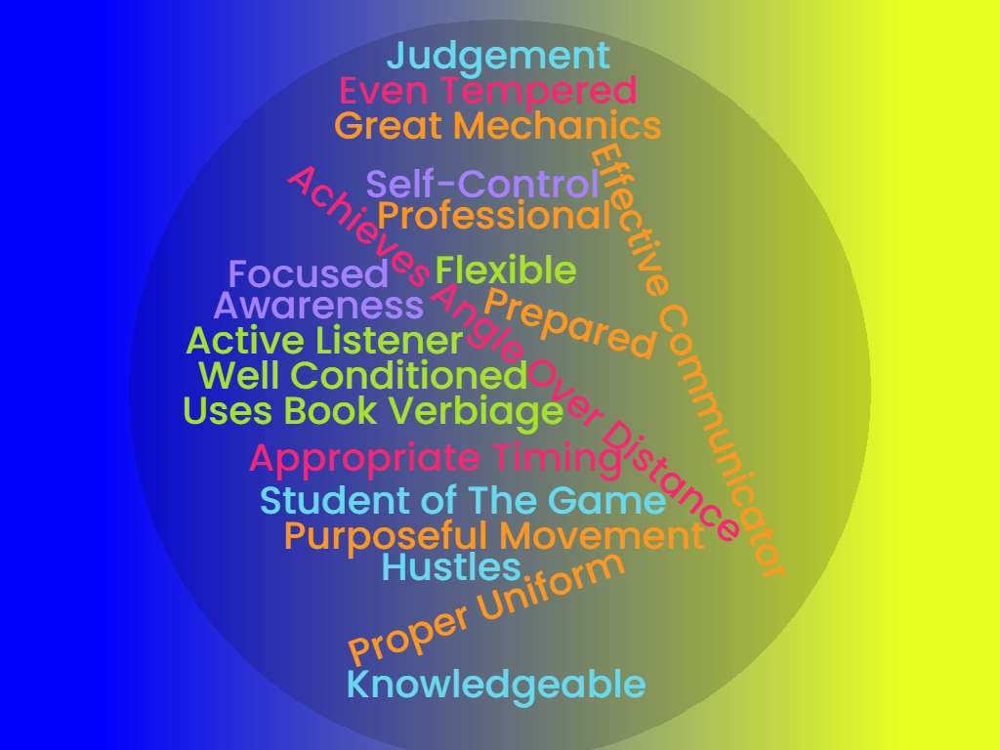 Judgement
Even Tempered
Great Mechanics
Effective Communicator
Achieves Angle Over Distance
Self-Control
Professional
Focused
Flexible
Awareness
Prepared
Active Listener
Well Conditioned
Uses Book Verbiage
Appropriate Timing
Student of The Game
Purposeful Movement
Hustles
Proper Uniform
Knowledgeable